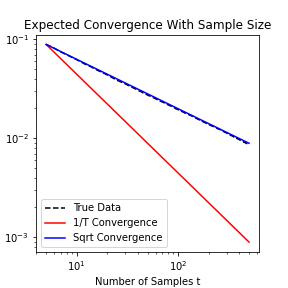 Expected Convergence With Sample Size
10⁻¹
10⁻²
10⁻³
True Data
1/T Convergence
Sqrt Convergence
10¹ 10²
Number of Samples t